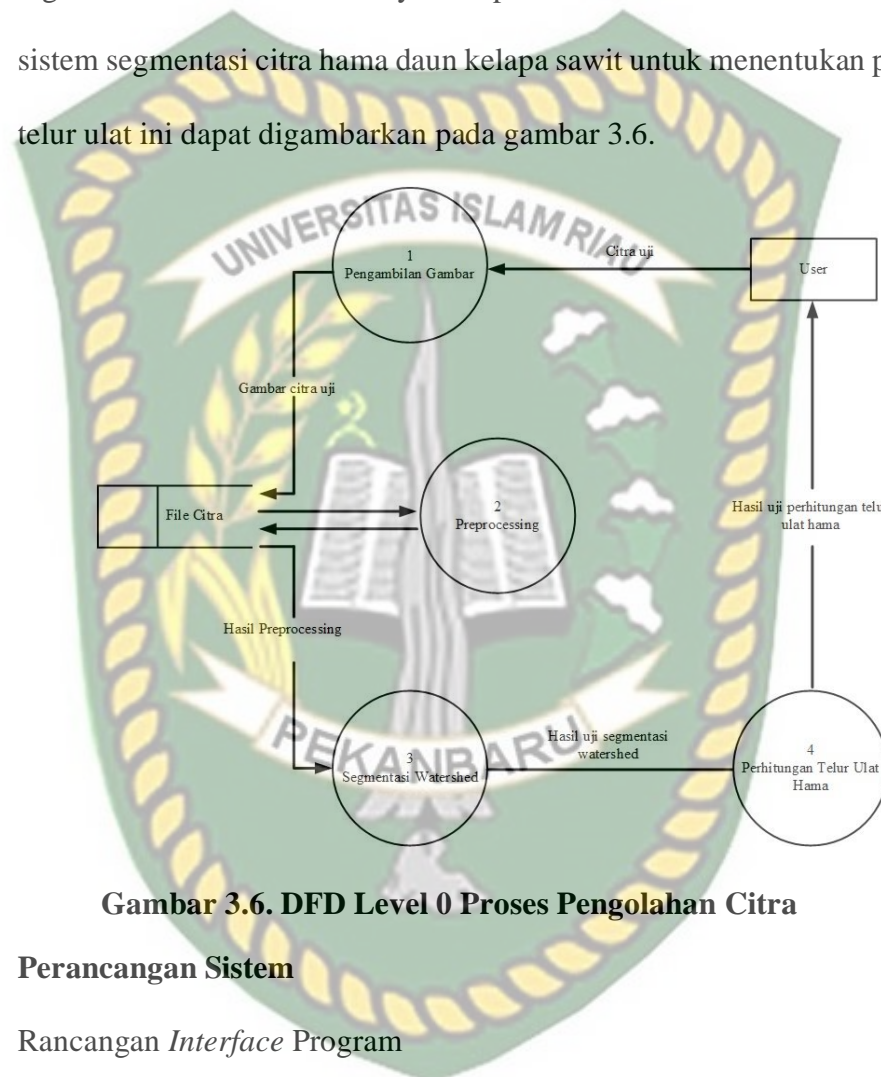 sistem segmentasi citra hama daun kelapa sawit untuk menentukan
telur ulat ini dapat digambarkan pada gambar 3.6.
UNIVERSITAS ISLAM RIAU
1
Pengambilan Gambar
Citra uji
User
Gambar citra uji
File Citra
2
Preprocessing
Hasil uji perhitungan
ulat hama
Hasil Preprocessing
PEKANBARU
3
Segmentasi Watershed
Hasil uji segmentasi
watershed
4
Perhitungan Telur Ulat
Hama
Gambar 3.6. DFD Level 0 Proses Pengolahan Citra
Perancangan Sistem
Rancangan Interface Program